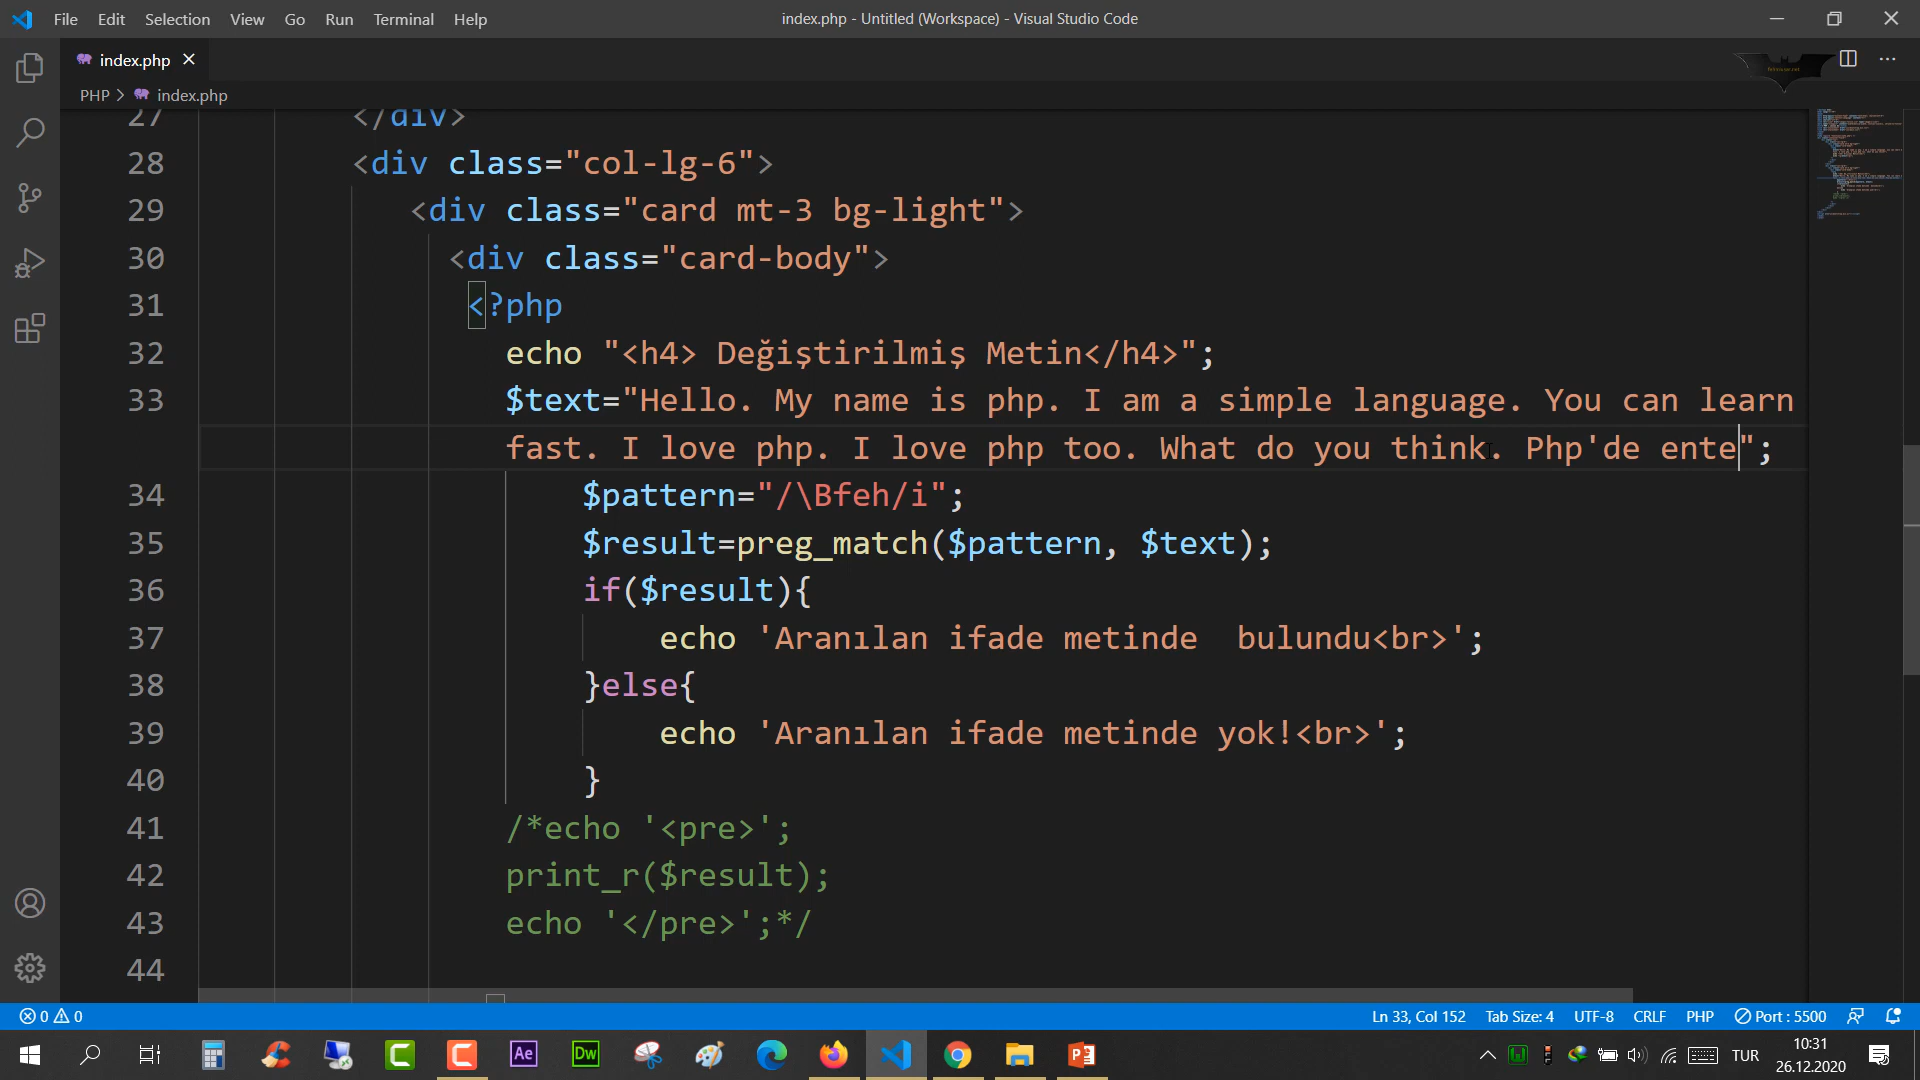 File Edit Selection View Go Run Terminal Help
index.php - Untitled (Workspace) - Visual Studio Code
index.php
PHP > index.php
27 </div>
28 <div class="col-lg-6">
29 <div class="card mt-3 bg-light">
30 <div class="card-body">
31 <?php
32 echo "<h4> Değiştirilmiş Metin</h4>";
33 $text="Hello. My name is php. I am a simple language. You can learn
fast. I love php. I love php too. What do you think. Php'de ente";
34 $pattern="/\Bfeh/i";
35 $result=preg_match($pattern, $text);
36 if($result){
37 echo 'Aranılan ifade metinde  bulundu<br>';
38 }else{
39 echo 'Aranılan ifade metinde yok!<br>';
40 }
41 /*echo '<pre>';
42 print_r($result);
43 echo '</pre>';*/
44
0 0
Ln 33, Col 152 Tab Size: 4 UTF-8 CRLF PHP Port : 5500
Ae Dw
TUR
10:31
26.12.2020